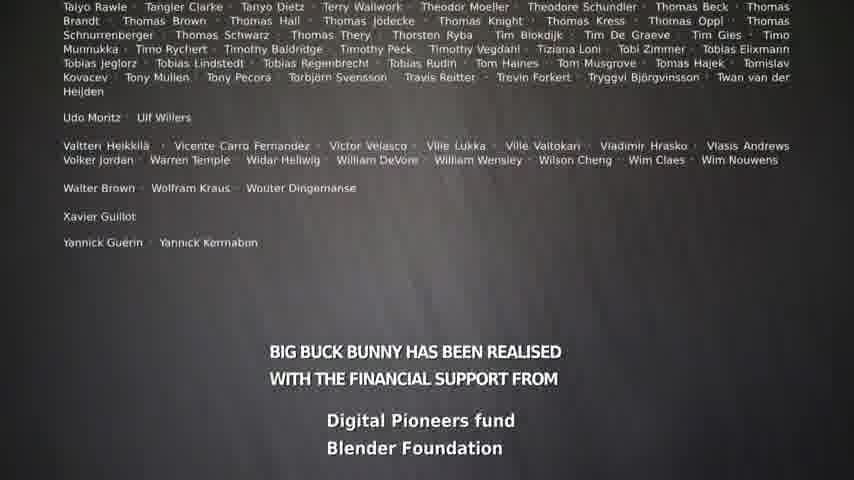 Taiyo Rawle · Tangler Clarke · Tanyo Dietz · Terry Wallwork · Theodor Moeller · Theodore Schundler · Thomas Beck · Thomas
Brandt · Thomas Brown · Thomas Hall · Thomas Jödecke · Thomas Knight · Thomas Kress · Thomas Oppl · Thomas
Schnurrenberger · Thomas Schwarz · Thomas Thery · Thorsten Ryba · Tim Blokdijk · Tim De Graeve · Tim Gies · Timo
Munnukka · Timo Rychert · Timothy Baldridge · Timothy Peck · Timothy Vegdahl · Tiziana Loni · Tobi Zimmer · Tobias Elixmann
Tobias Jeglorz · Tobias Lindstedt · Tobias Regenbrecht · Tobias Rudin · Tom Haines · Tom Musgrove · Tomas Hajek · Tomislav
Kovacev · Tony Mullen · Tony Pecora · Torbjörn Svensson · Travis Reitter · Trevin Forkert · Tryggvi Björgvinsson · Twan van der
Heijden
Udo Moritz · Ulf Willers
Valtteri Heikkilä · Vicente Carro Fernandez · Victor Velasco · Ville Lukka · Ville Valtokari · Vladimir Hrasko · Vlasis Andrews
Volker Jordan · Warren Temple · Widar Hellwig · William DeVore · William Wensley · Wilson Cheng · Wim Claes · Wim Nouwens
Walter Brown · Wolfram Kraus · Wouter Dingemanse
Xavier Guillot
Yannick Guerin · Yannick Kermabon
BIG BUCK BUNNY HAS BEEN REALISED
WITH THE FINANCIAL SUPPORT FROM
Digital Pioneers fund
Blender Foundation